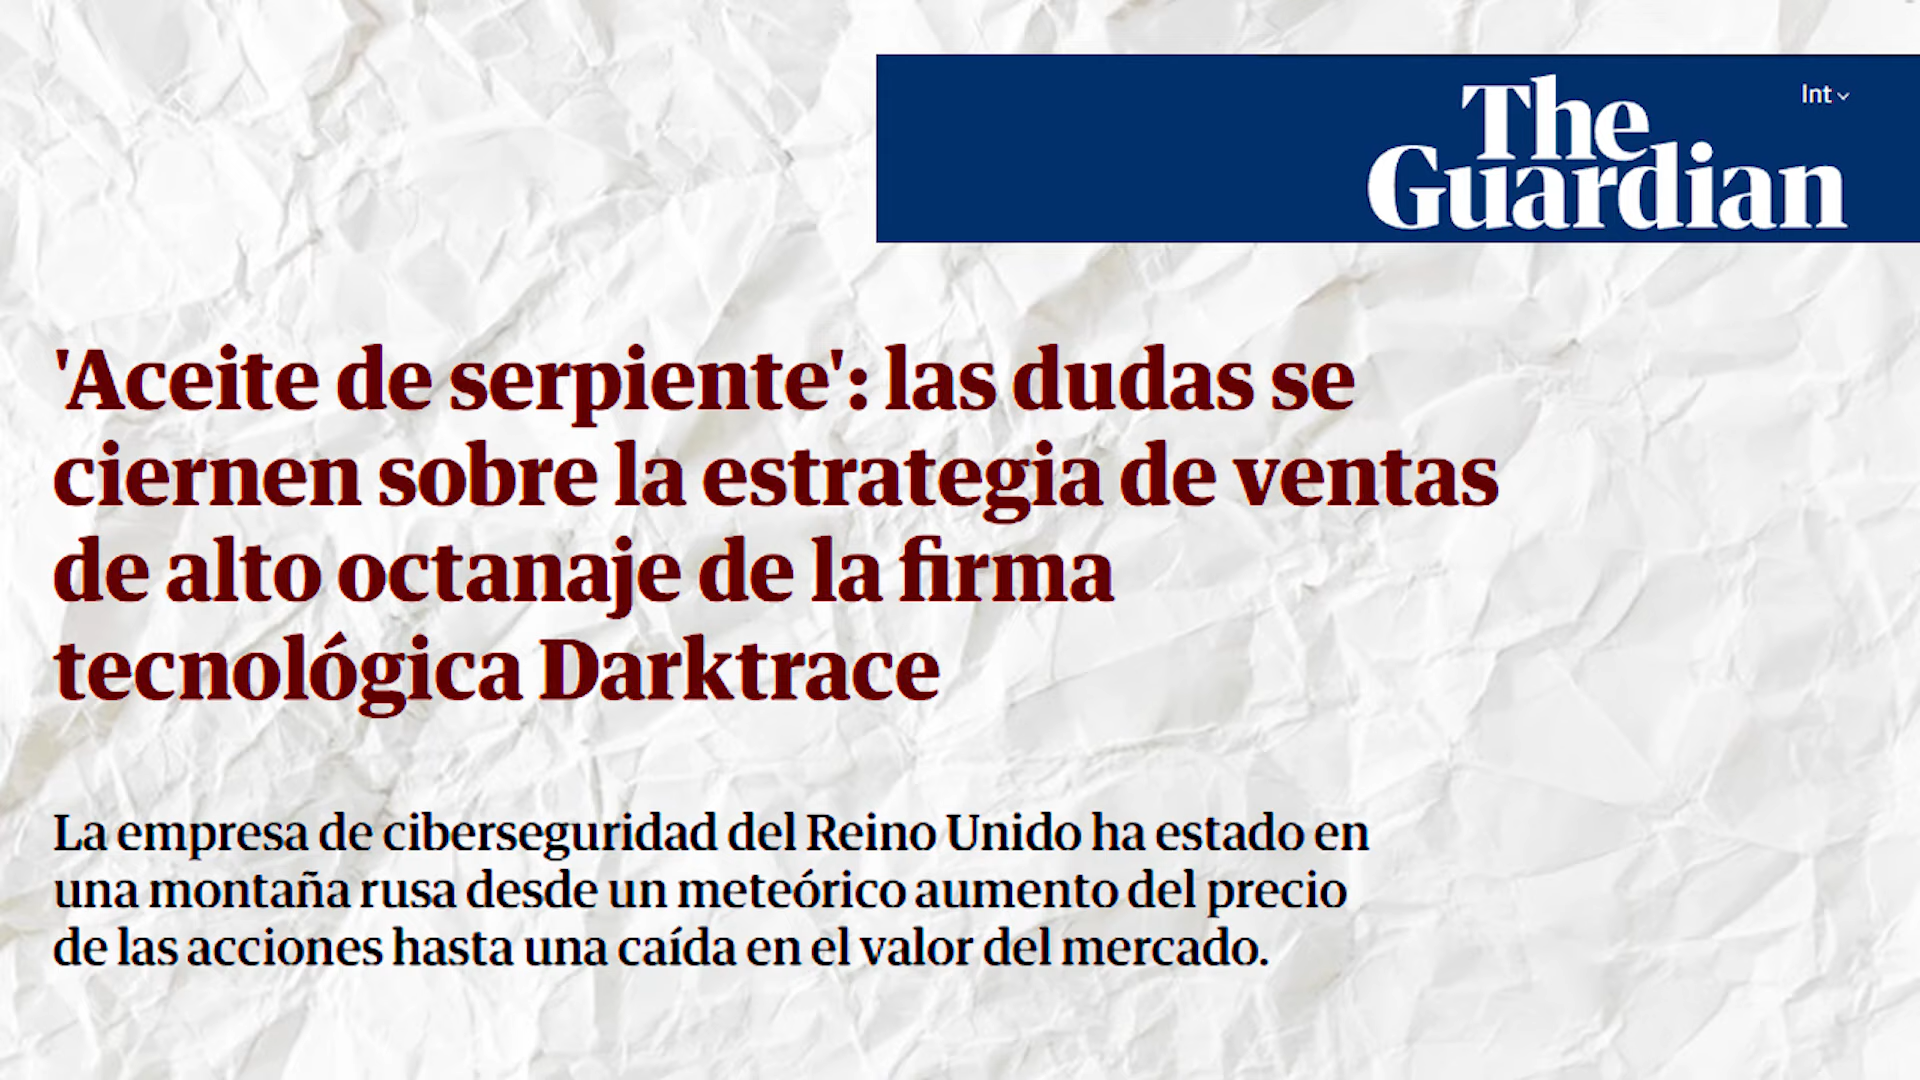 The
Guardian
Int
'Aceite de serpiente': las dudas se
ciernen sobre la estrategia de ventas
de alto octanaje de la firma
tecnológica Darktrace
La empresa de ciberseguridad del Reino Unido ha estado en
una montaña rusa desde un meteórico aumento del precio
de las acciones hasta una caída en el valor del mercado.